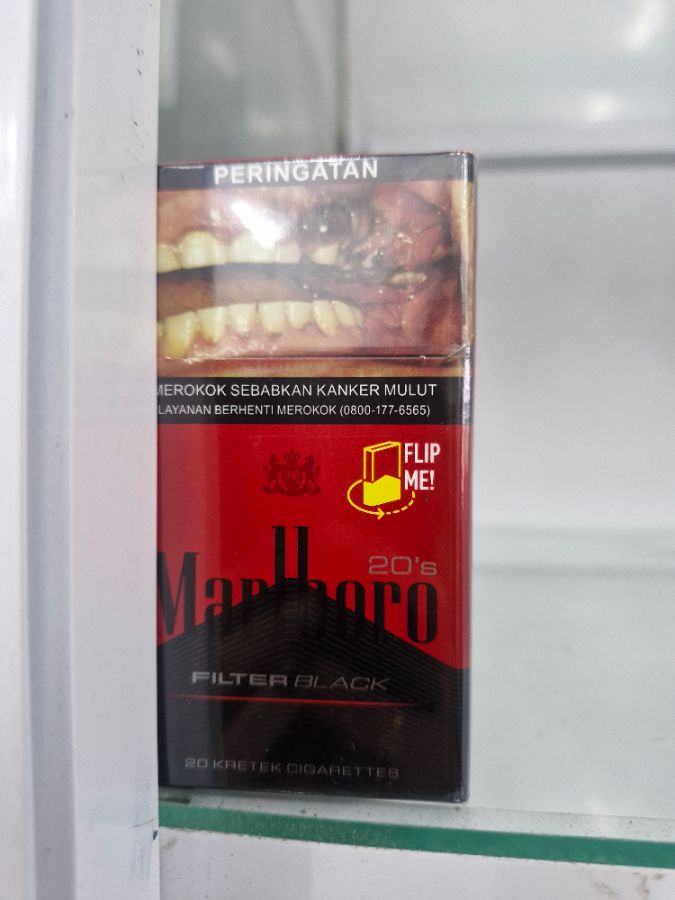 PERINGATAN
MEROKOK SEBABKAN KANKER MULUT
LAYANAN BERHENTI MEROKOK (0800-177-6565)
FLIP
ME!
20's
Marlboro
FILTER BLACK
20 KRETEK CIGARETTES